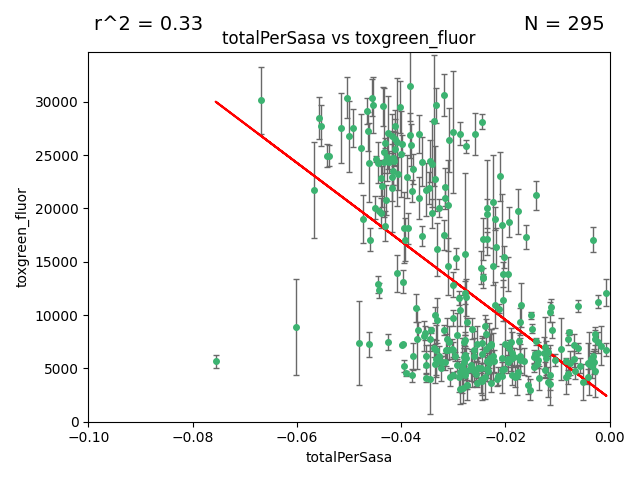 r^2 = 0.33
N = 295
totalPerSasa vs toxgreen_fluor
toxgreen_fluor
30000
25000
20000
15000
10000
5000
0
−0.10
−0.08
−0.06
−0.04
−0.02
0.00
totalPerSasa